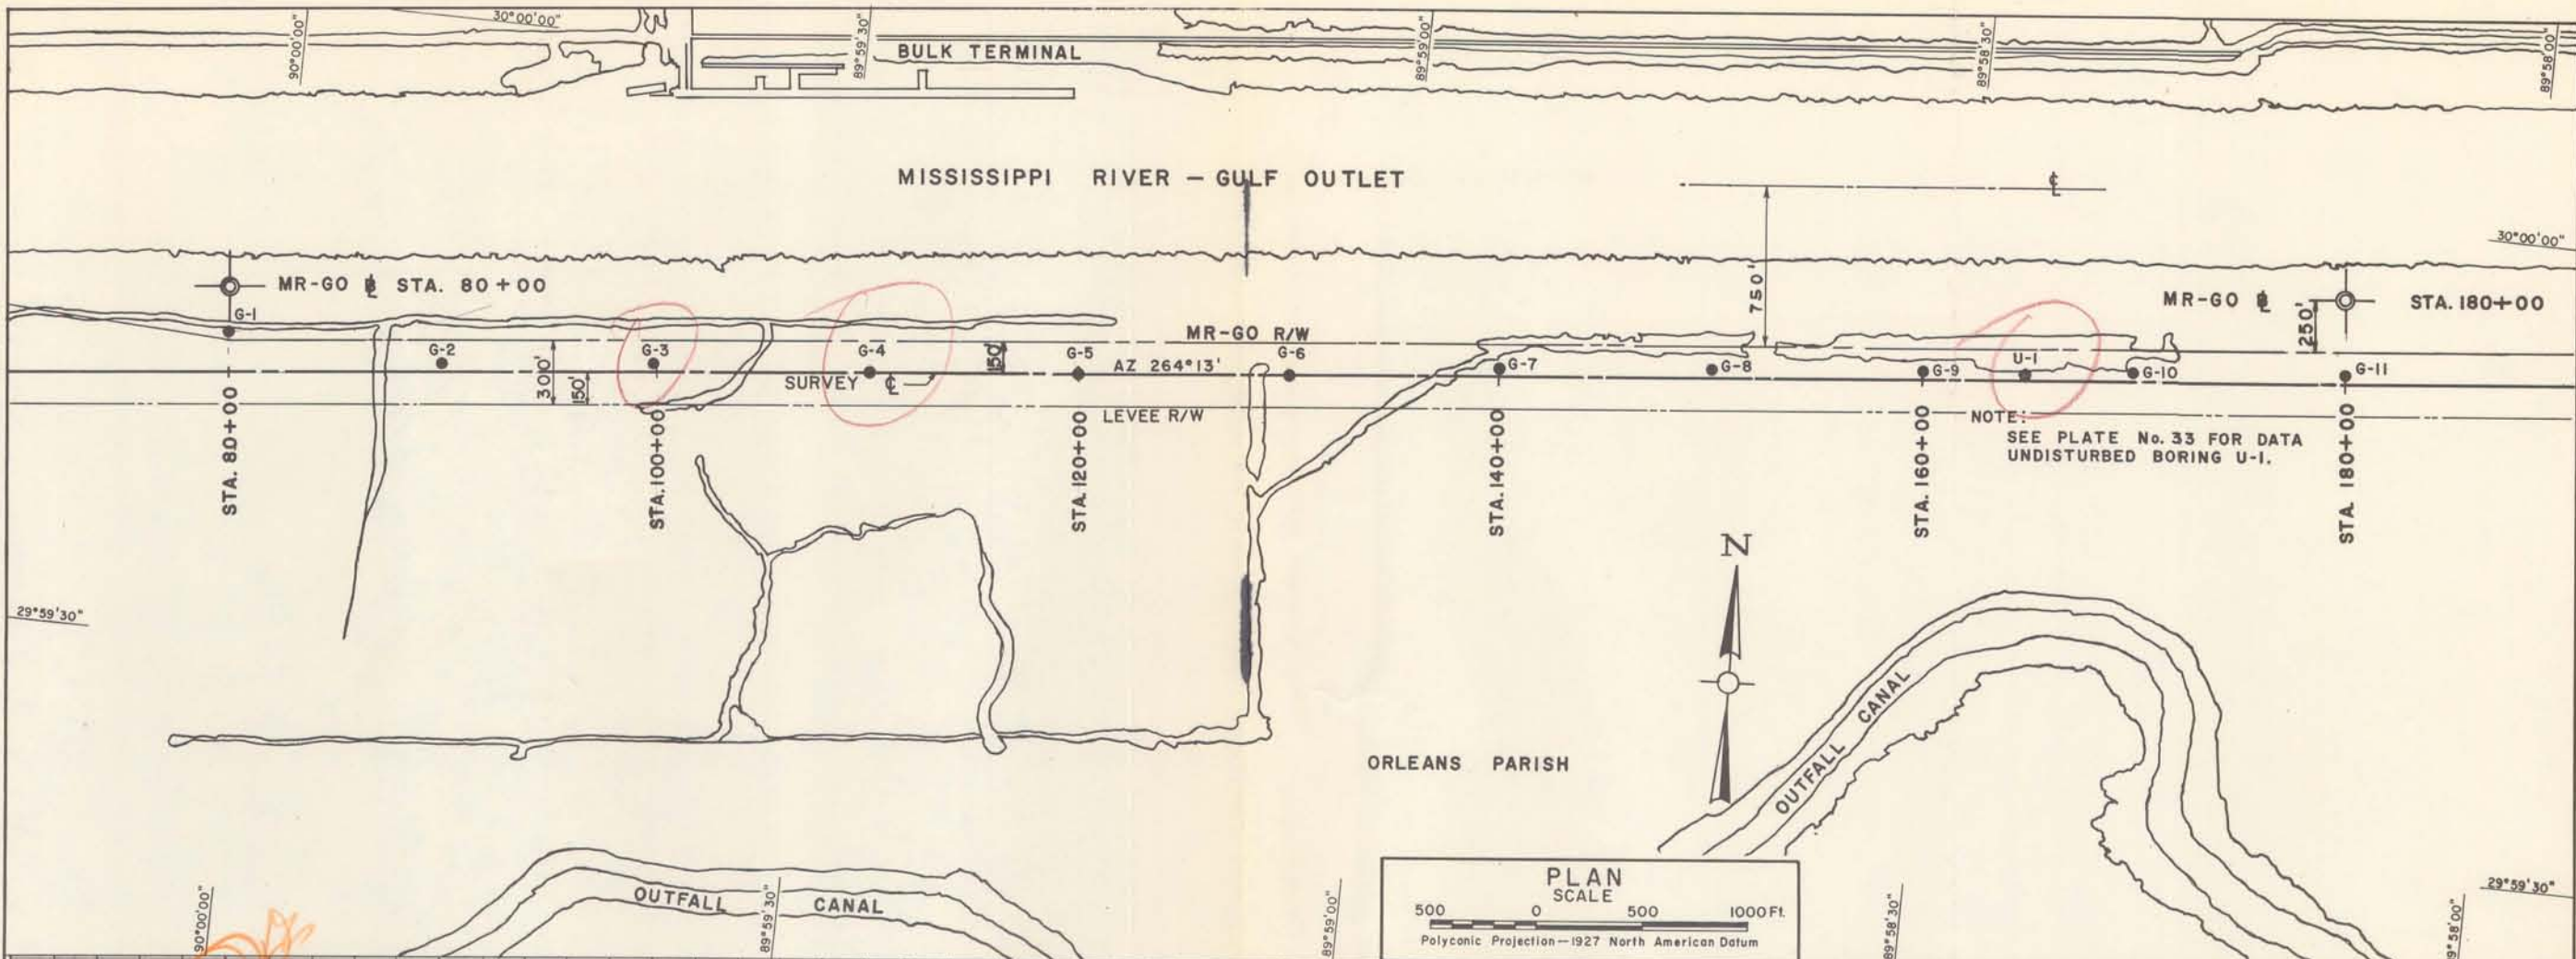 30°00'00"
90°00'00"
89°59'30"
89°59'00"
89°58'30"
89°58'00"
BULK TERMINAL
MISSISSIPPI RIVER — GULF OUTLET
℄
30°00'00"
750'
MR-GO ℄ STA. 80+00
MR-GO ℄ STA. 180+00
250'
G-1
G-2
G-3
G-4
G-5
G-6
G-7
G-8
G-9
U-1
G-10
G-11
MR-GO R/W
300'
150'
150'
SURVEY ℄
AZ 264°13'
LEVEE R/W
STA. 80+00
STA. 100+00
STA. 120+00
STA. 140+00
STA. 160+00
STA. 180+00
NOTE:
SEE PLATE No. 33 FOR DATA
UNDISTURBED BORING U-1.
N
29°59'30"
ORLEANS PARISH
OUTFALL CANAL
OUTFALL CANAL
PLAN
SCALE
500 0 500 1000 Ft.
Polyconic Projection—1927 North American Datum
90°00'00"
89°59'30"
89°59'00"
89°58'30"
89°58'00"
29°59'30"